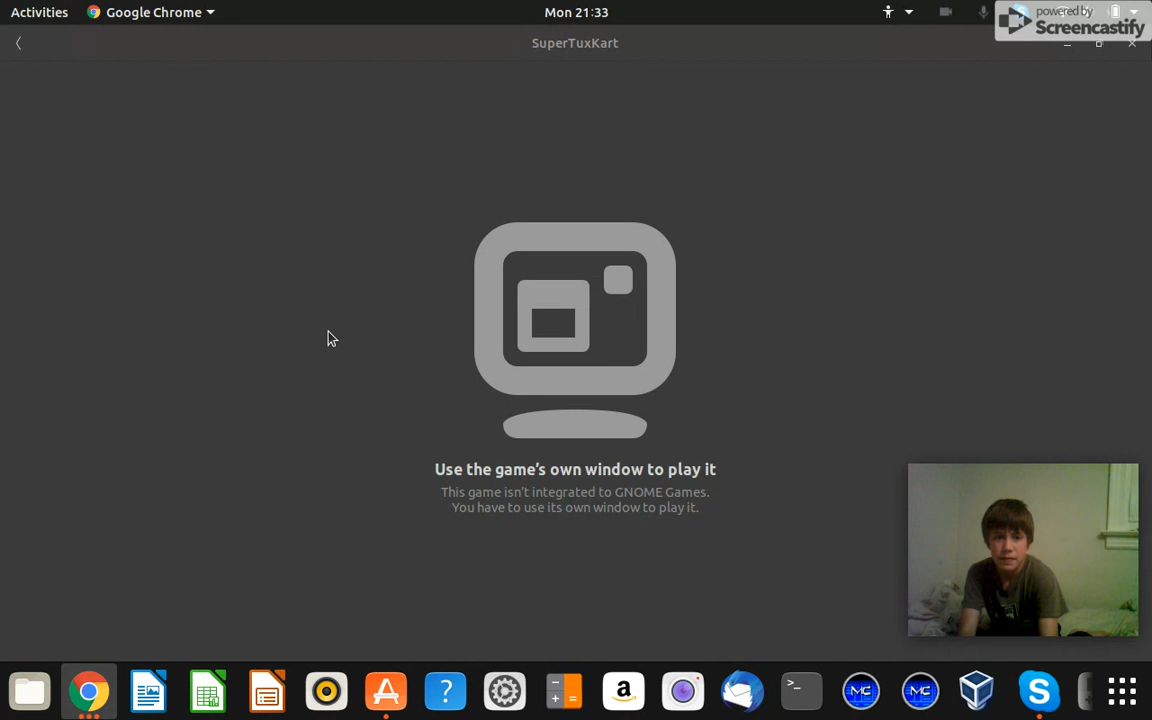 Activities Google Chrome Mon 21:33
powered by
Screencastify
SuperTuxKart
Use the game's own window to play it
This game isn't integrated to GNOME Games.
You have to use its own window to play it.
MC
MC